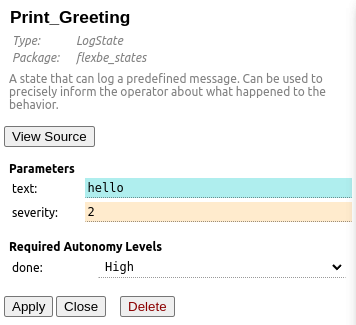 Print_Greeting
Type: LogState
Package: flexbe_states
A state that can log a predefined message. Can be used to
precisely inform the operator about what happened to the
behavior.
View Source
Parameters
text: hello
severity: 2
Required Autonomy Levels
done: High
Apply Close Delete